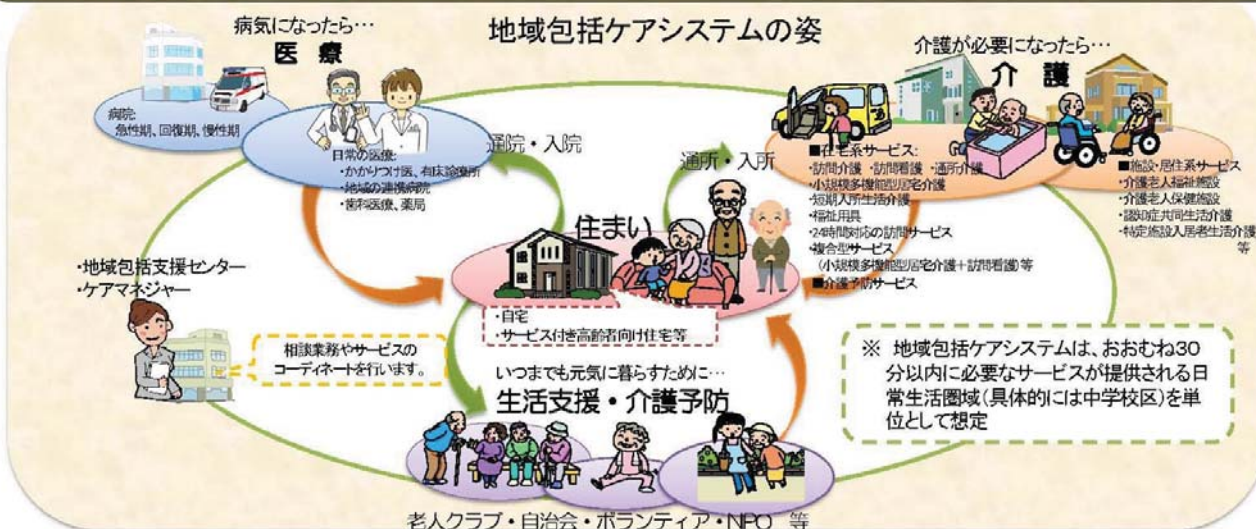 地域包括ケアシステムの姿
病気になったら…
医療
病院:
急性期、回復期、慢性期
日常の医療:
・かかりつけ医、有床診療所
・地域の連携病院
・歯科医療、薬局
通院・入院
通所・入所
介護が必要になったら…
介護
■在宅系サービス:
・訪問介護 ・訪問看護 ・通所介護
・小規模多機能型居宅介護
・短期入所生活介護
・福祉用具
・24時間対応の訪問サービス
・複合型サービス
(小規模多機能型居宅介護+訪問看護)等
■介護予防サービス
■施設・居住系サービス
・介護老人福祉施設
・介護老人保健施設
・認知症共同生活介護
・特定施設入居者生活介護
等
住まい
・自宅
・サービス付き高齢者向け住宅等
・地域包括支援センター
・ケアマネジャー
相談業務やサービスの
コーディネートを行います。
いつまでも元気に暮らすために…
生活支援・介護予防
老人クラブ・自治会・ボランティア・NPO 等
※ 地域包括ケアシステムは、おおむね30
分以内に必要なサービスが提供される日
常生活圏域(具体的には中学校区)を単
位として想定